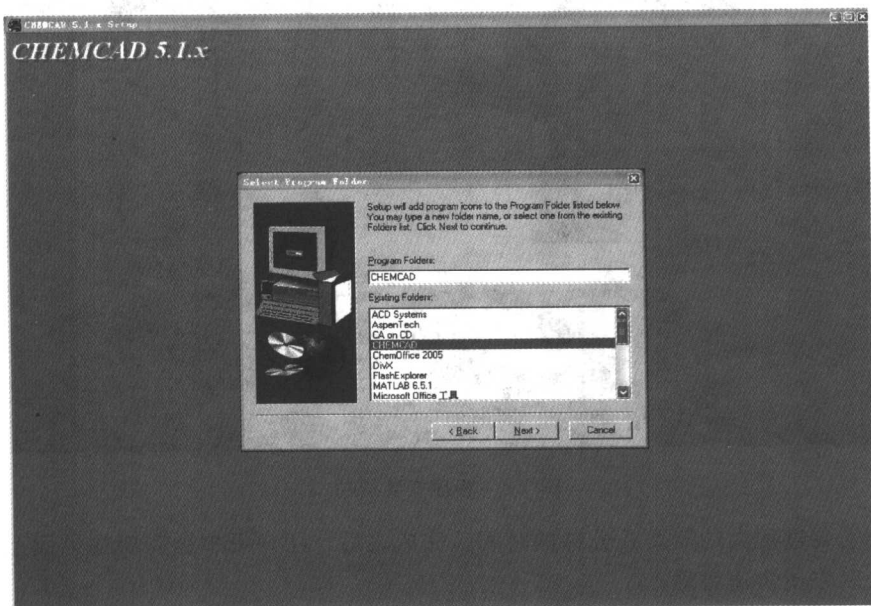 CHEMCAD 5.1.x Setup
CHEMCAD 5.1.x
Select Program Folder
Setup will add program icons to the Program Folder listed below.
You may type a new folder name, or select one from the existing
Folders list. Click Next to continue.
Program Folders:
CHEMCAD
Existing Folders:
ACD Systems
AspenTech
CA on CD
CHEMCAD
ChemOffice 2005
DivX
FlashExplorer
MATLAB 6.5.1
Microsoft Office 工具
< Back
Next >
Cancel